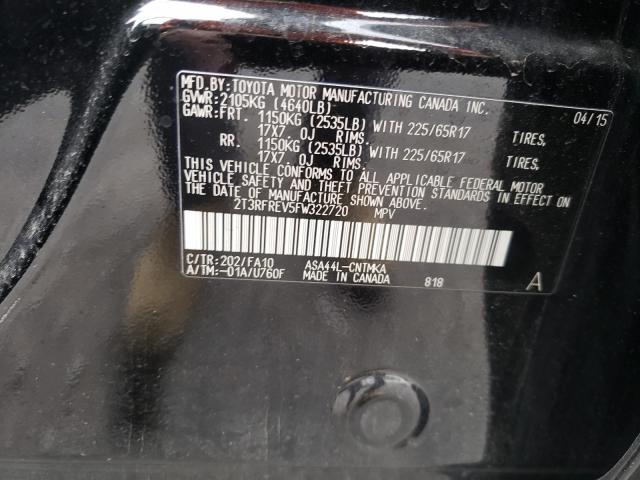 MFD.BY:TOYOTA MOTOR MANUFACTURING CANADA INC.
GVWR: 2105KG (4640LB) 04/15
GAWR:FRT. 1150KG (2535LB) WITH 225/65R17 TIRES,
17X7.0J RIMS.
RR. 1150KG (2535LB) WITH 225/65R17 TIRES,
17X7.0J RIMS.
THIS VEHICLE CONFORMS TO ALL APPLICABLE FEDERAL MOTOR
VEHICLE SAFETY AND THEFT PREVENTION STANDARDS IN EFFECT ON
THE DATE OF MANUFACTURE SHOWN ABOVE.
2T3RFREV5FW322720 MPV
C/TR:202/FA10 ASA44L-CNTMKA
A/TM:-01A/U760F MADE IN CANADA 818 A